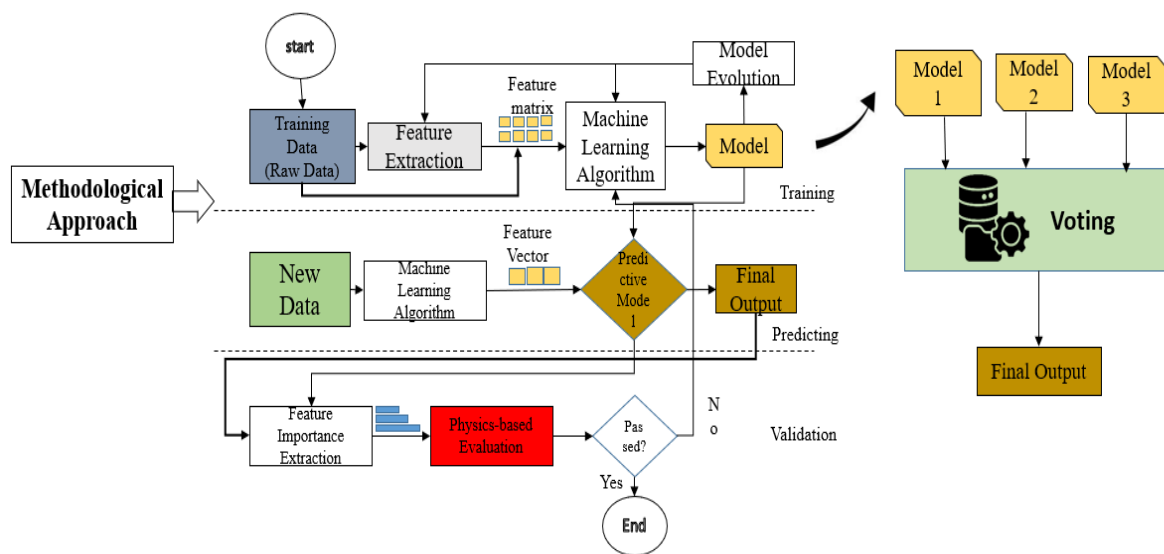 start
Training
Data
(Raw Data)
Feature
Extraction
Feature
matrix
Machine
Learning
Algorithm
Model
Evolution
Model
Training
Methodological
Approach
New
Data
Machine
Learning
Algorithm
Feature
Vector
Pre
dictive
Mode
l
Final
Output
Predicting
Feature
Importance
Extraction
Physics-based
Evaluation
Pas
sed?
N
o
Validation
Yes
End
Model
1
Model
2
Model
3
Voting
Final Output